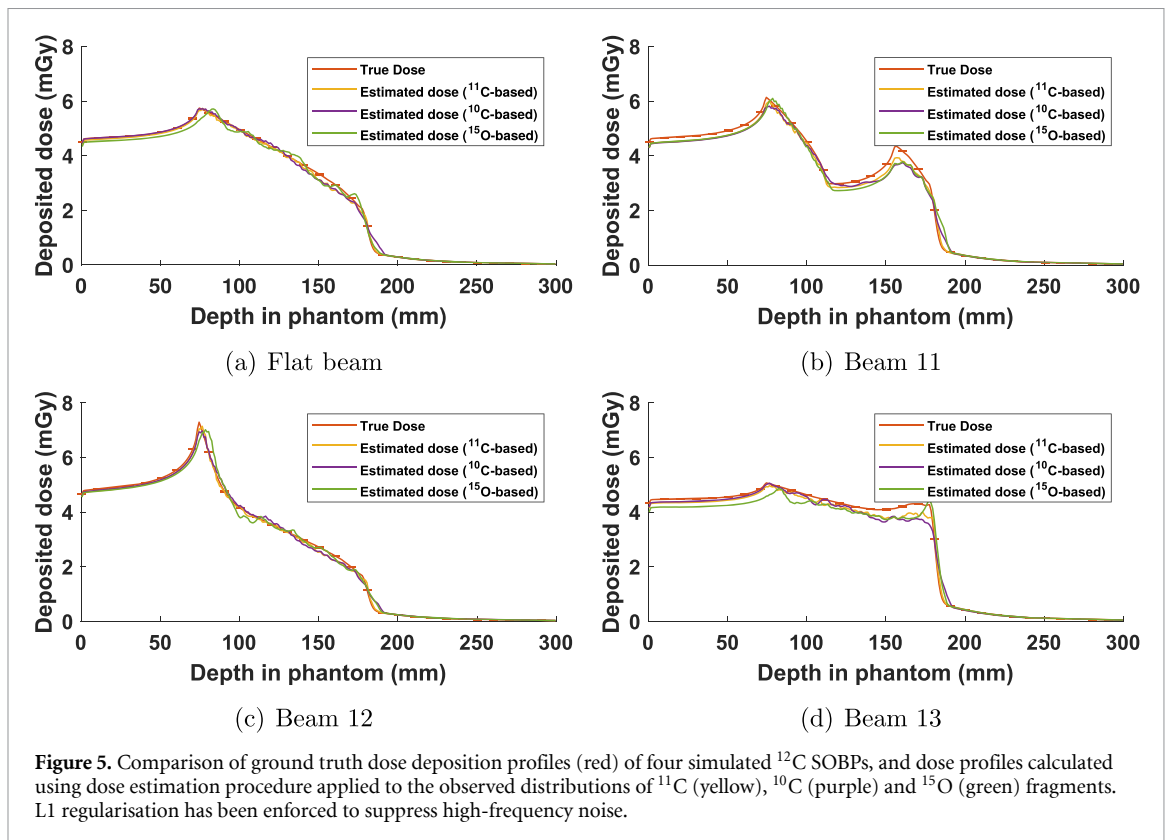 8
6
4
2
0
Deposited dose (mGy)
True Dose
Estimated dose (¹¹C-based)
Estimated dose (¹⁰C-based)
Estimated dose (¹⁵O-based)
0 50 100 150 200 250 300
Depth in phantom (mm)
(a) Flat beam
8
6
4
2
0
Deposited dose (mGy)
True Dose
Estimated dose (¹¹C-based)
Estimated dose (¹⁰C-based)
Estimated dose (¹⁵O-based)
0 50 100 150 200 250 300
Depth in phantom (mm)
(b) Beam 11
8
6
4
2
0
Deposited dose (mGy)
True Dose
Estimated dose (¹¹C-based)
Estimated dose (¹⁰C-based)
Estimated dose (¹⁵O-based)
0 50 100 150 200 250 300
Depth in phantom (mm)
(c) Beam 12
8
6
4
2
0
Deposited dose (mGy)
True Dose
Estimated dose (¹¹C-based)
Estimated dose (¹⁰C-based)
Estimated dose (¹⁵O-based)
0 50 100 150 200 250 300
Depth in phantom (mm)
(d) Beam 13
Figure 5. Comparison of ground truth dose deposition profiles (red) of four simulated ¹²C SOBPs, and dose profiles calculated
using dose estimation procedure applied to the observed distributions of ¹¹C (yellow), ¹⁰C (purple) and ¹⁵O (green) fragments.
L1 regularisation has been enforced to suppress high-frequency noise.